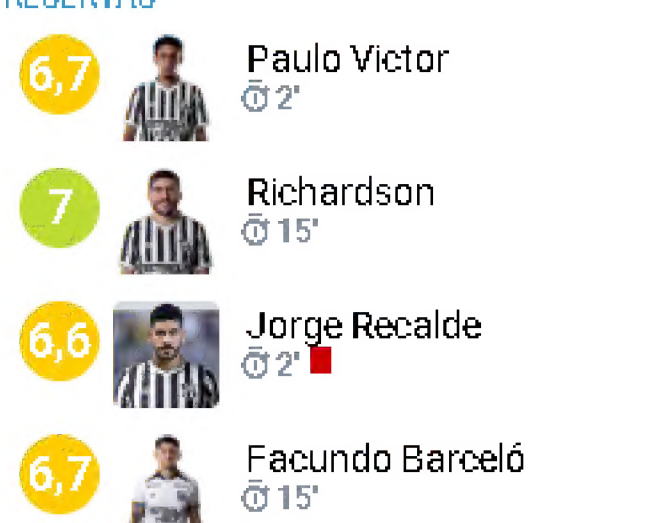 6,7
Paulo Victor
2'
7
Richardson
15'
6,6
Jorge Recalde
2'
6,7
Facundo Barceló
15'